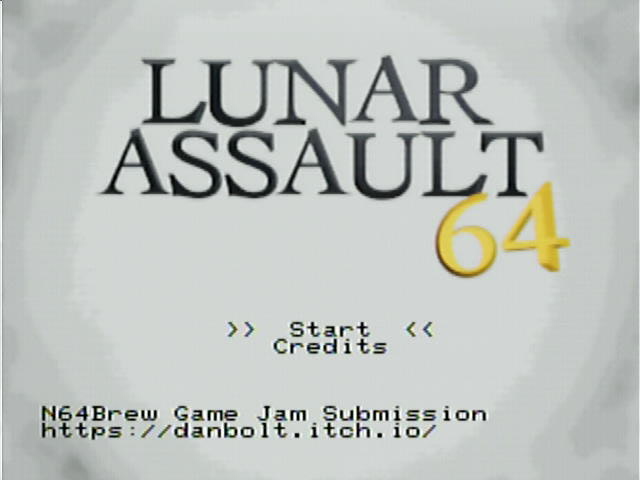 LUNAR
ASSAULT
64
>> Start <<
Credits
N64Brew Game Jam Submission
https://danbolt.itch.io/